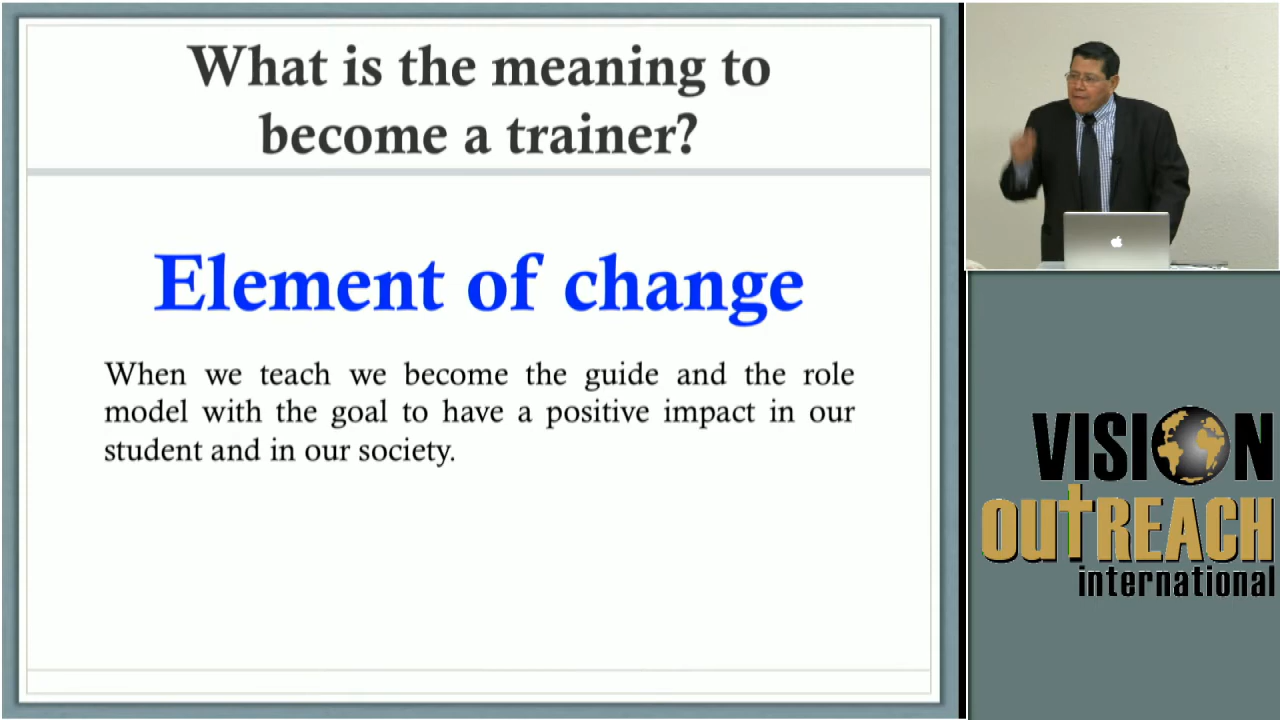 What is the meaning to
become a trainer?
Element of change
When we teach we become the guide and the role
model with the goal to have a positive impact in our
student and in our society.
VISION
OUTREACH
international